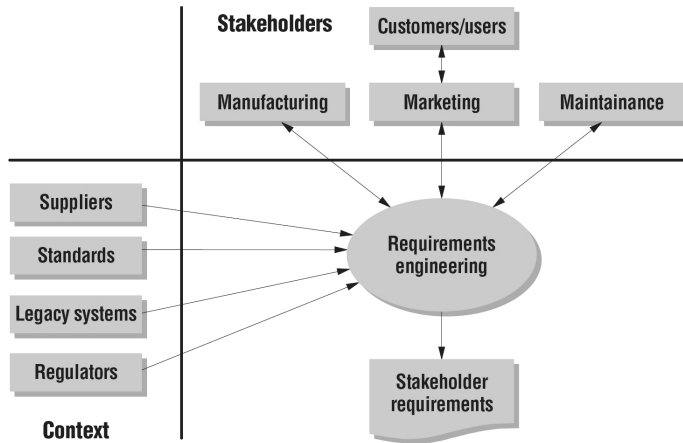 Stakeholders
Customers/users
Manufacturing
Marketing
Maintainance
Suppliers
Standards
Legacy systems
Regulators
Context
Requirements
engineering
Stakeholder
requirements